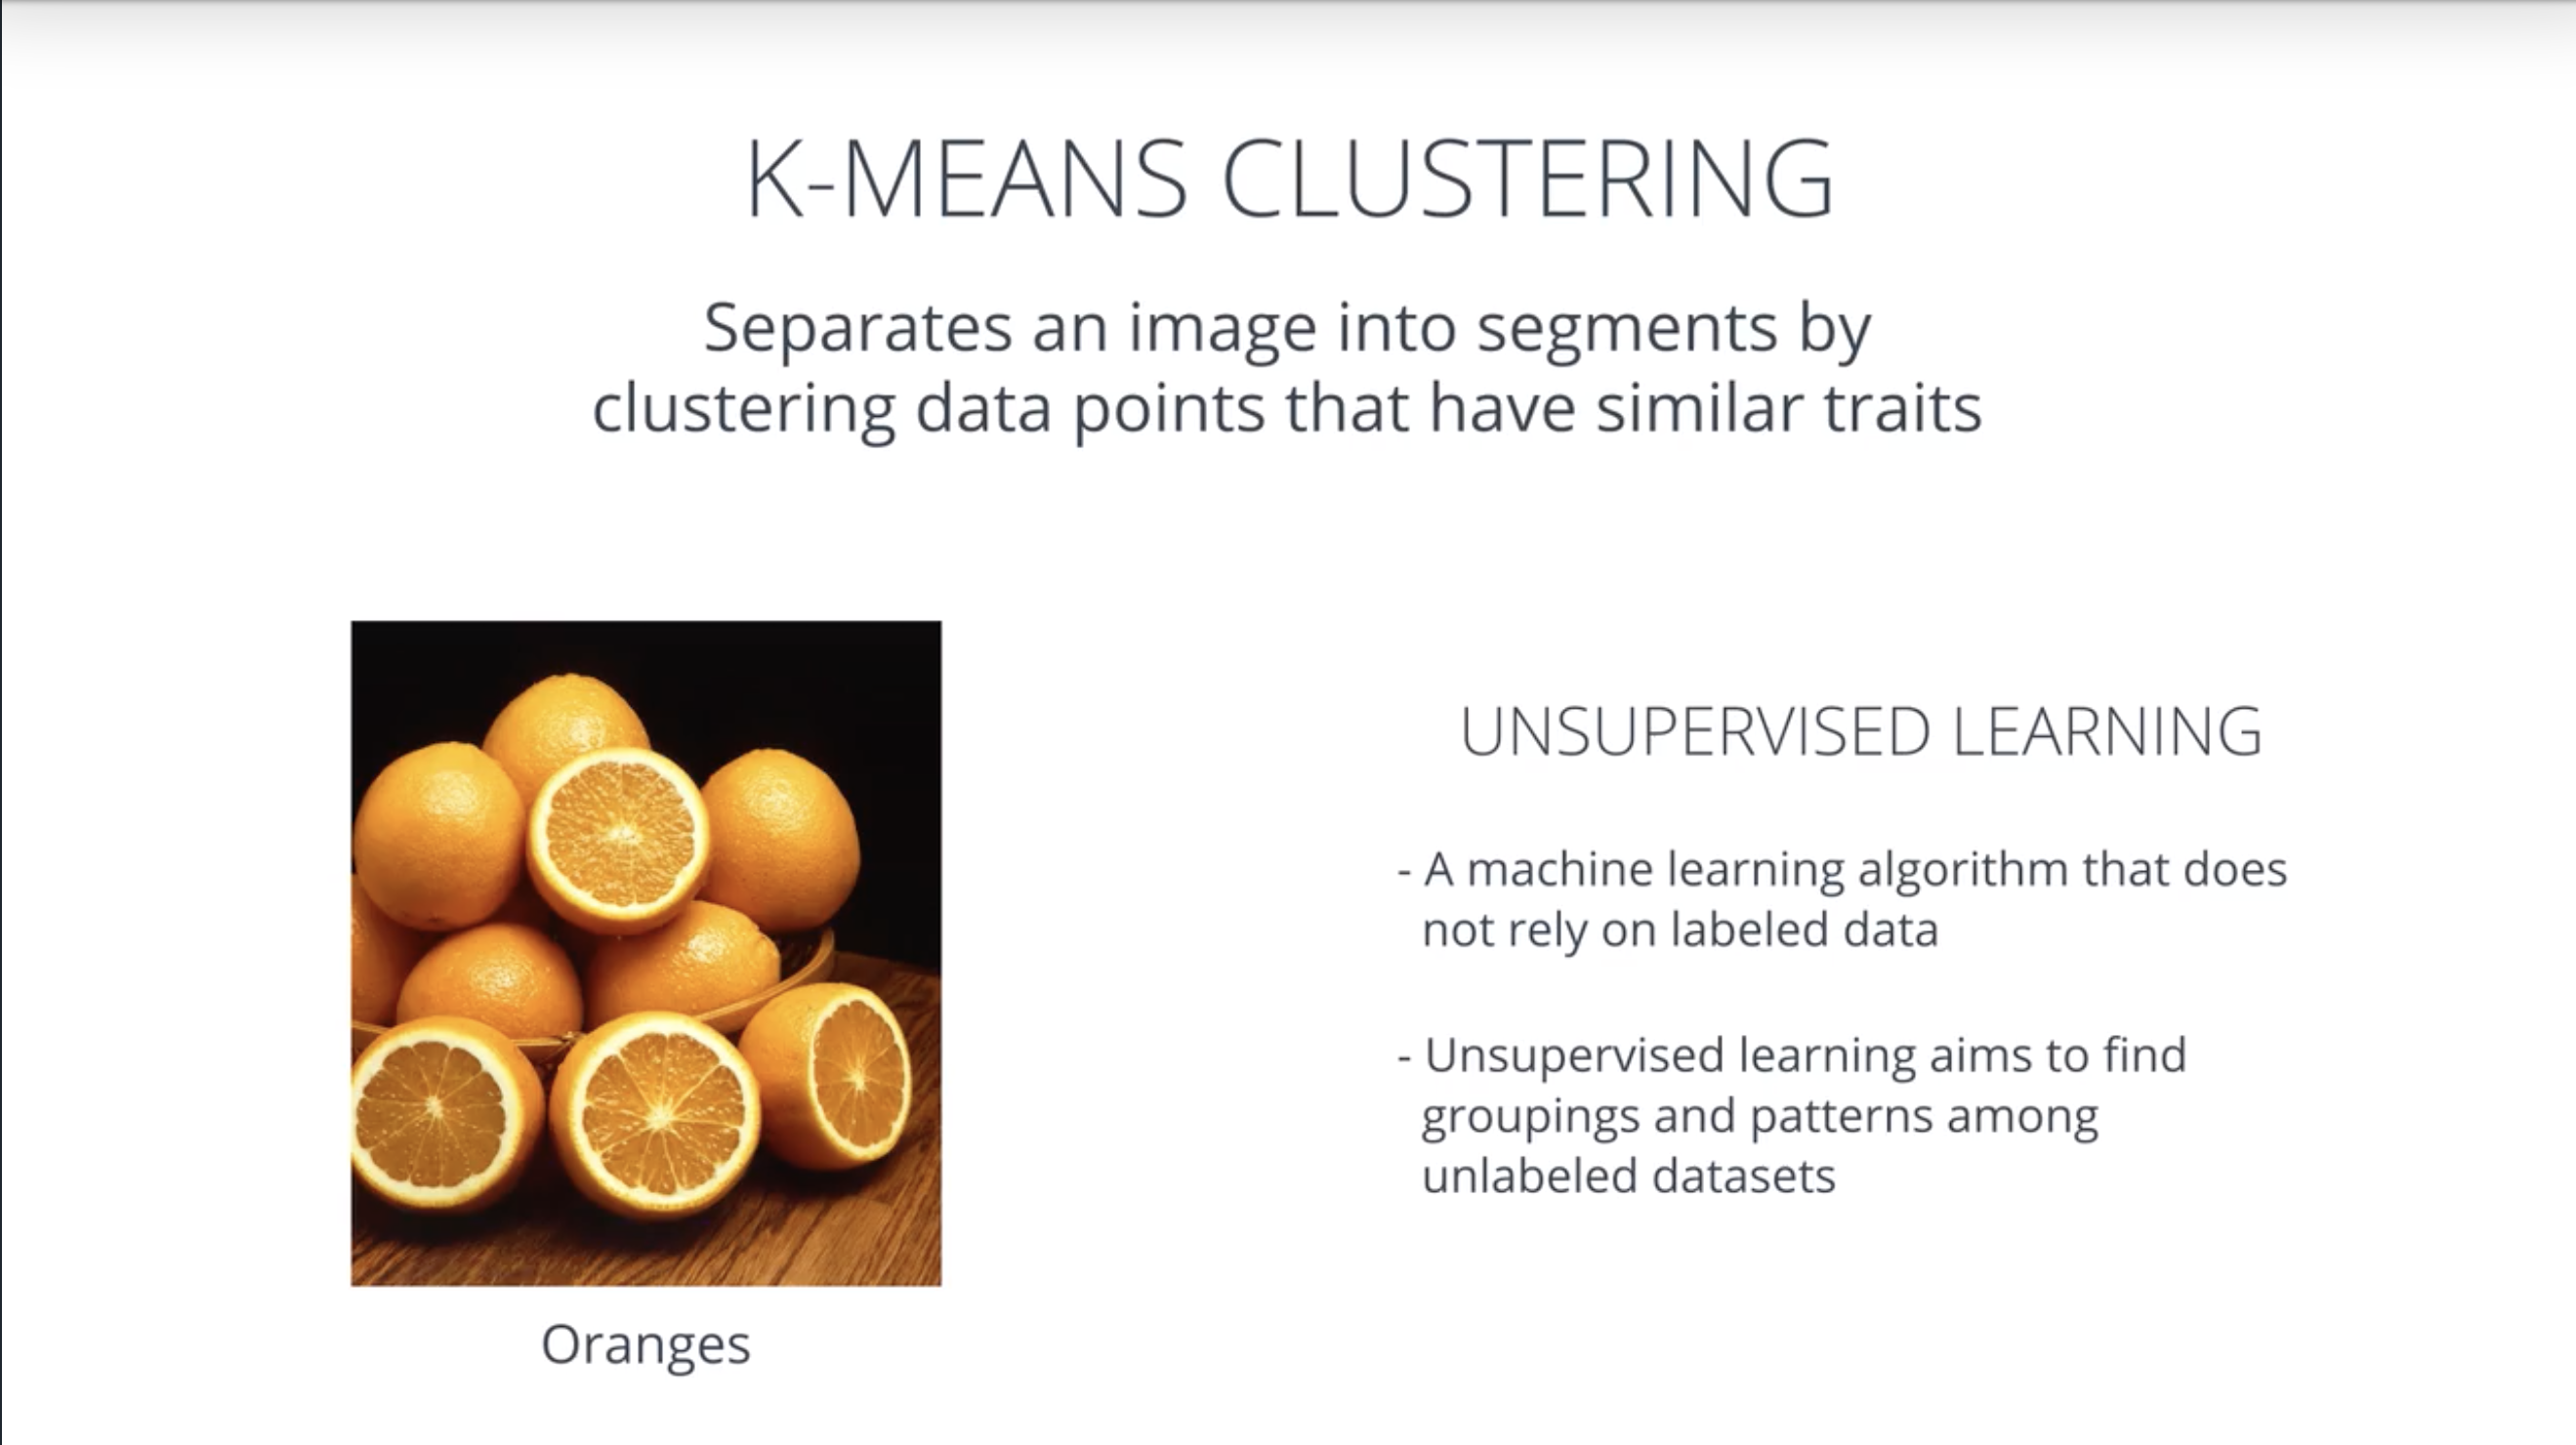 K-MEANS CLUSTERING
Separates an image into segments by
clustering data points that have similar traits
Oranges
UNSUPERVISED LEARNING
- A machine learning algorithm that does
not rely on labeled data
- Unsupervised learning aims to find
groupings and patterns among
unlabeled datasets